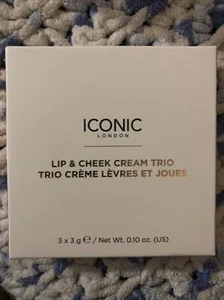 ICONIC
LONDON
LIP & CHEEK CREAM TRIO
TRIO CRÈME LÈVRES ET JOUES
3 x 3 g ℮ / Net Wt. 0.10 oz. (US)